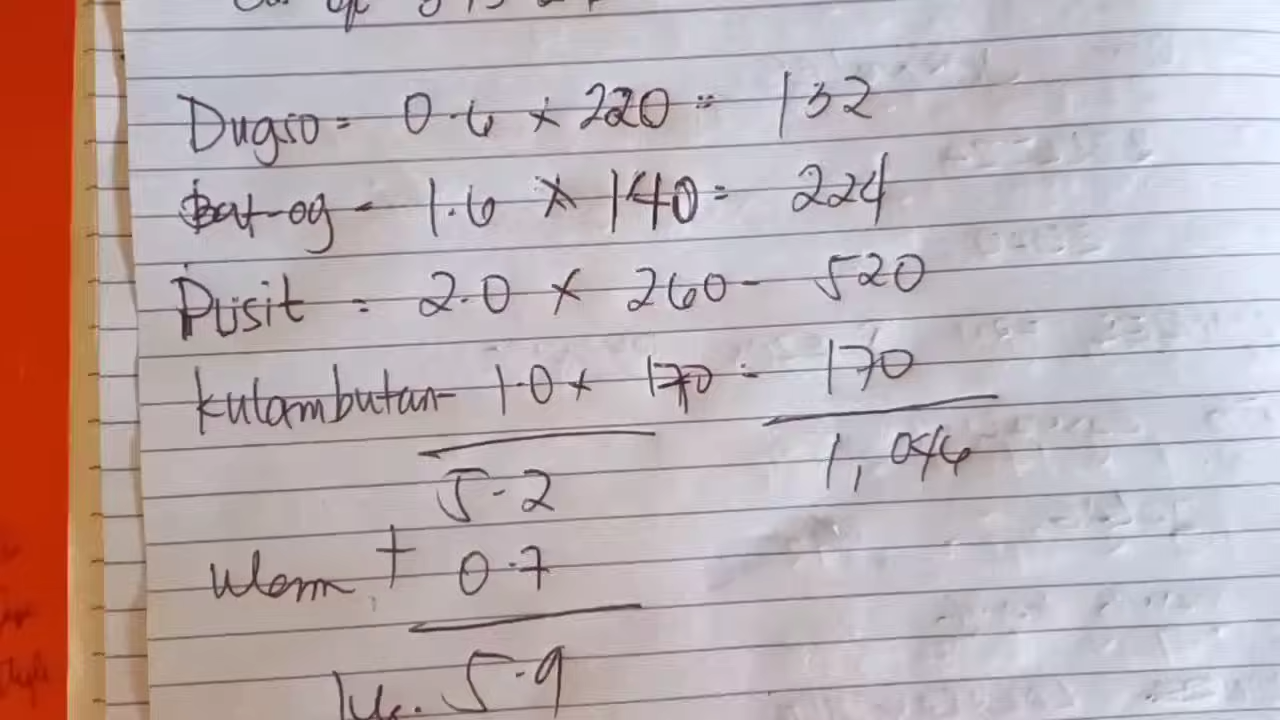 Dugso = 0.6 x 220 = 132
Bat-og - 1.6 x 140 = 224
Pusit = 2.0 x 260 - 520
kulambutan - 1.0 x 170 = 170
5.2 1,046
ulam + 0.7
5.9